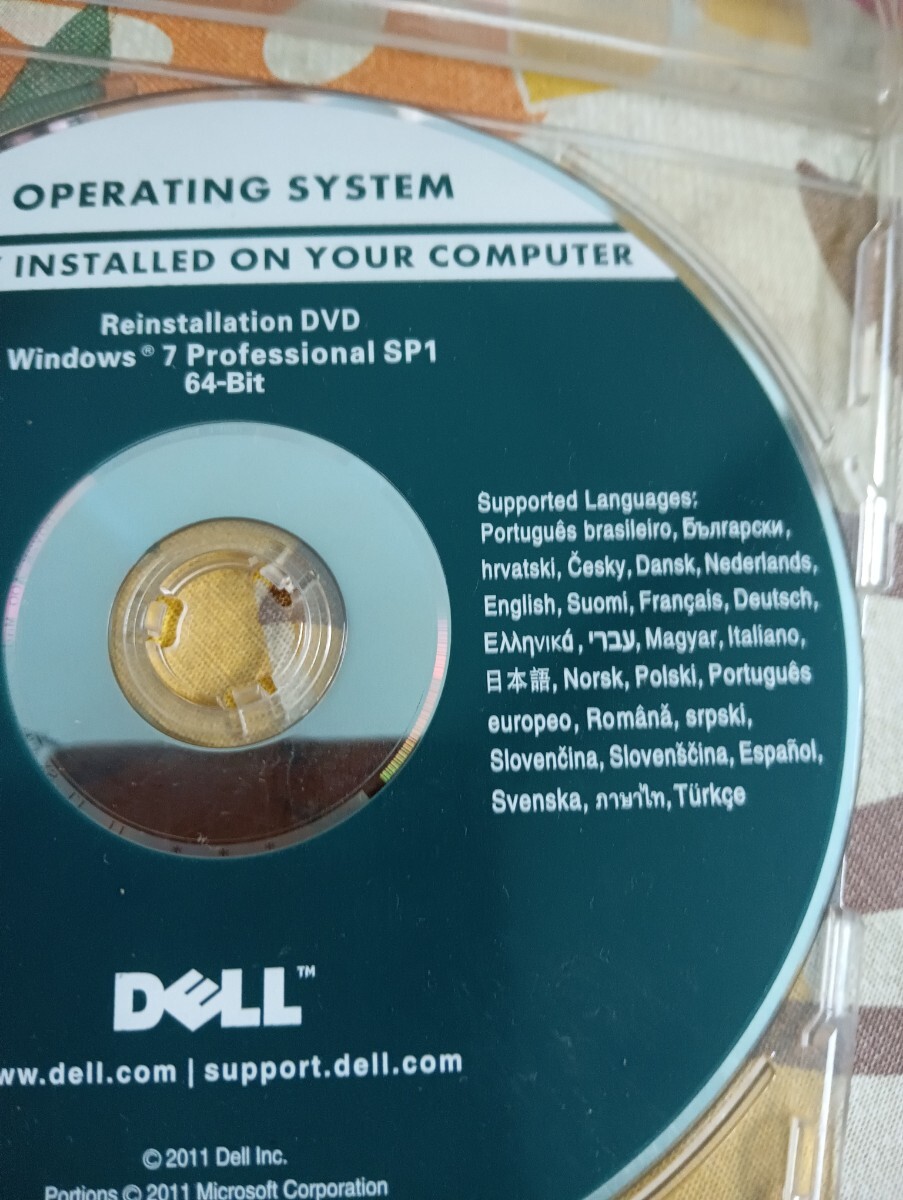 OPERATING SYSTEM
INSTALLED ON YOUR COMPUTER
Reinstallation DVD
Windows® 7 Professional SP1
64-Bit
Supported Languages:
Português brasileiro, Български,
hrvatski, Česky, Dansk, Nederlands,
English, Suomi, Français, Deutsch,
Ελληνικά, עברי, Magyar, Italiano,
日本語, Norsk, Polski, Português
europeo, Română, srpski,
Slovenčina, Slovenščina, Español,
Svenska, ภาษาไท, Türkçe
DELL™
ww.dell.com | support.dell.com
© 2011 Dell Inc.
Portions © 2011 Microsoft Corporation